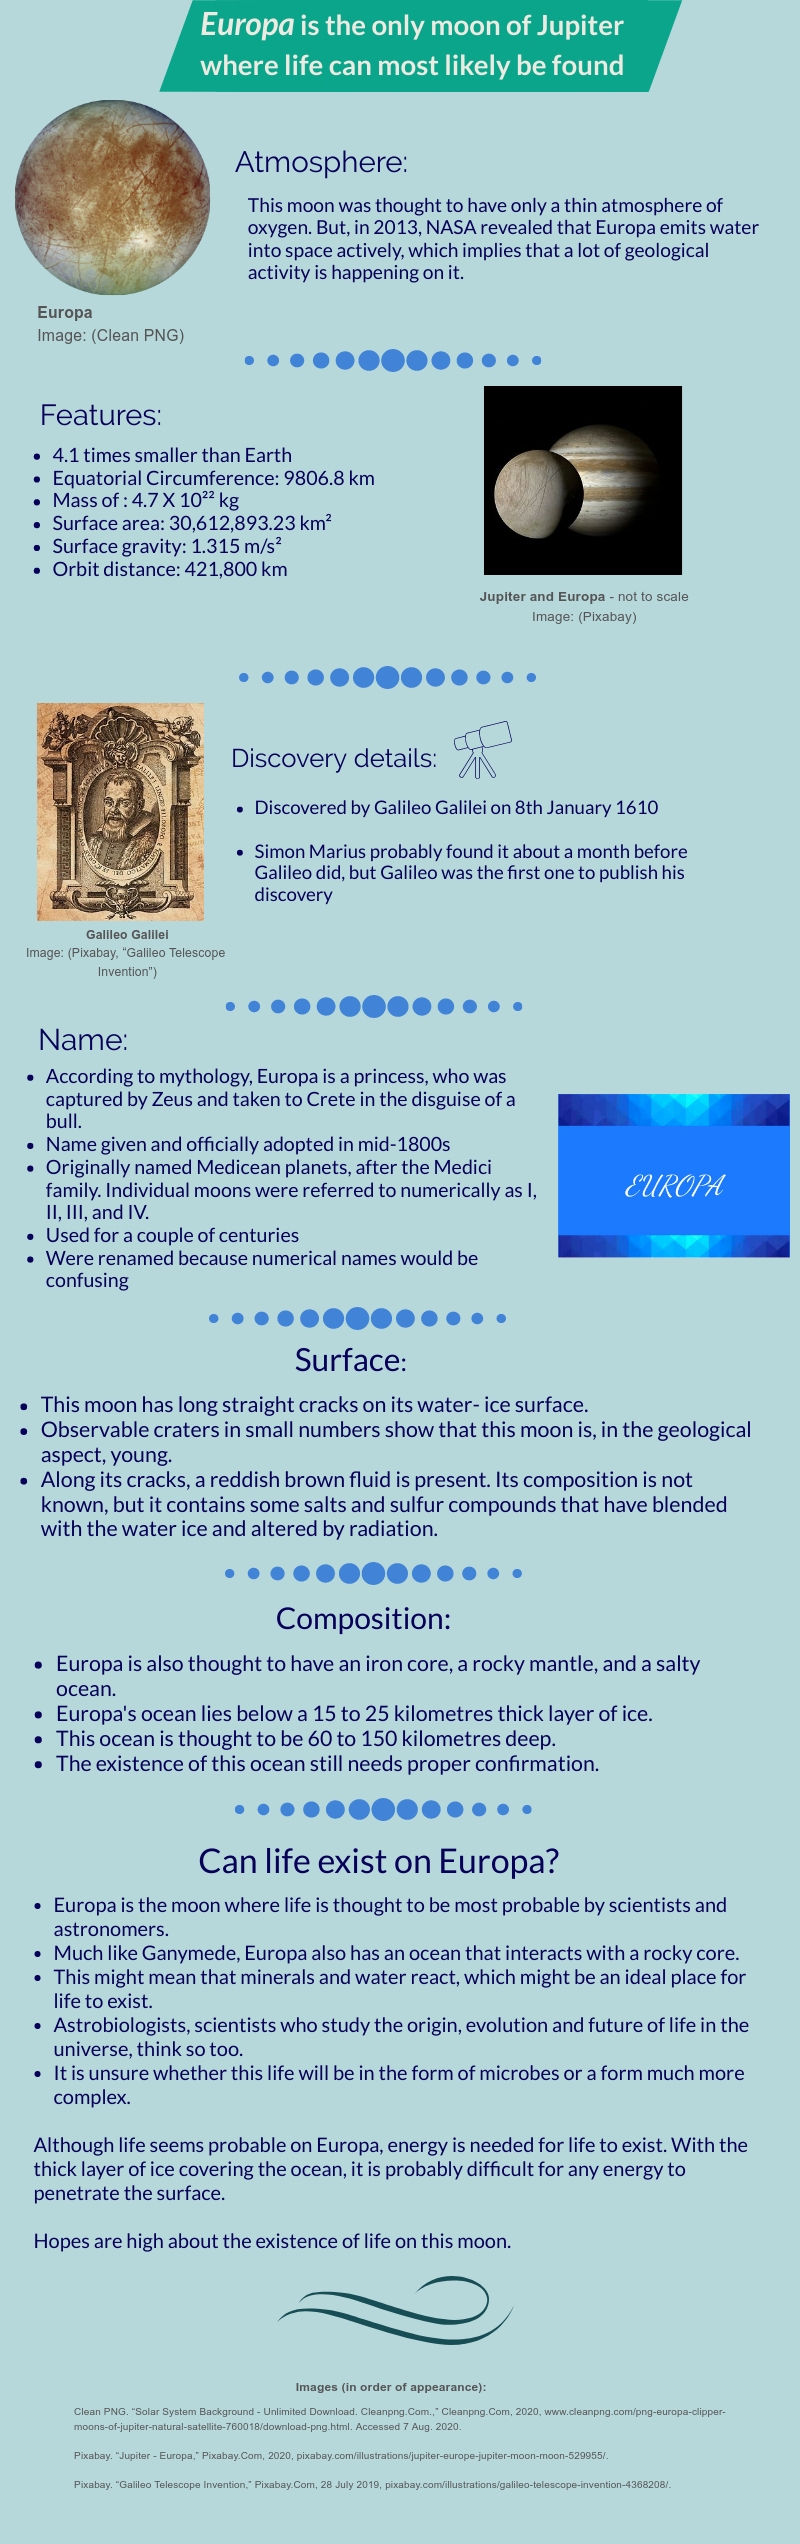 Europa is the only moon of Jupiter
where life can most likely be found
Atmosphere:
This moon was thought to have only a thin atmosphere of
oxygen. But, in 2013, NASA revealed that Europa emits water
into space actively, which implies that a lot of geological
activity is happening on it.
Europa
Image: (Clean PNG)
Features:
• 4.1 times smaller than Earth
• Equatorial Circumference: 9806.8 km
• Mass of : 4.7 X 10²² kg
• Surface area: 30,612,893.23 km²
• Surface gravity: 1.315 m/s²
• Orbit distance: 421,800 km
Jupiter and Europa - not to scale
Image: (Pixabay)
Discovery details:
• Discovered by Galileo Galilei on 8th January 1610
• Simon Marius probably found it about a month before
Galileo did, but Galileo was the first one to publish his
discovery
Galileo Galilei
Image: (Pixabay, "Galileo Telescope
Invention")
Name:
• According to mythology, Europa is a princess, who was
captured by Zeus and taken to Crete in the disguise of a
bull.
• Name given and officially adopted in mid-1800s
• Originally named Medicean planets, after the Medici
family. Individual moons were referred to numerically as I,
II, III, and IV.
• Used for a couple of centuries
• Were renamed because numerical names would be
confusing
EUROPA
Surface:
• This moon has long straight cracks on its water- ice surface.
• Observable craters in small numbers show that this moon is, in the geological
aspect, young.
• Along its cracks, a reddish brown fluid is present. Its composition is not
known, but it contains some salts and sulfur compounds that have blended
with the water ice and altered by radiation.
Composition:
• Europa is also thought to have an iron core, a rocky mantle, and a salty
ocean.
• Europa's ocean lies below a 15 to 25 kilometres thick layer of ice.
• This ocean is thought to be 60 to 150 kilometres deep.
• The existence of this ocean still needs proper confirmation.
Can life exist on Europa?
• Europa is the moon where life is thought to be most probable by scientists and
astronomers.
• Much like Ganymede, Europa also has an ocean that interacts with a rocky core.
• This might mean that minerals and water react, which might be an ideal place for
life to exist.
• Astrobiologists, scientists who study the origin, evolution and future of life in the
universe, think so too.
• It is unsure whether this life will be in the form of microbes or a form much more
complex.
Although life seems probable on Europa, energy is needed for life to exist. With the
thick layer of ice covering the ocean, it is probably difficult for any energy to
penetrate the surface.
Hopes are high about the existence of life on this moon.
Images (in order of appearance):
Clean PNG. "Solar System Background - Unlimited Download. Cleanpng.Com.," Cleanpng.Com, 2020, www.cleanpng.com/png-europa-clipper-
moons-of-jupiter-natural-satellite-760018/download-png.html. Accessed 7 Aug. 2020.
Pixabay. "Jupiter - Europa," Pixabay.Com, 2020, pixabay.com/illustrations/jupiter-europe-jupiter-moon-moon-529955/.
Pixabay. "Galileo Telescope Invention," Pixabay.Com, 28 July 2019, pixabay.com/illustrations/galileo-telescope-invention-4368208/.